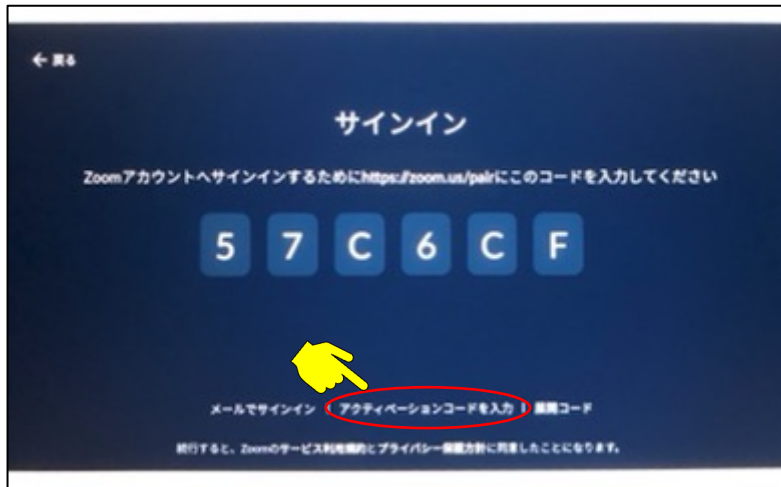 ← 戻る
サインイン
Zoomアカウントへサインインするためにhttps://zoom.us/pairにこのコードを入力してください
5 7 C 6 C F
メールでサインイン | アクティベーションコードを入力 | 展開コード
続行すると、Zoomのサービス利用規約とプライバシー保護方針に同意したことになります。